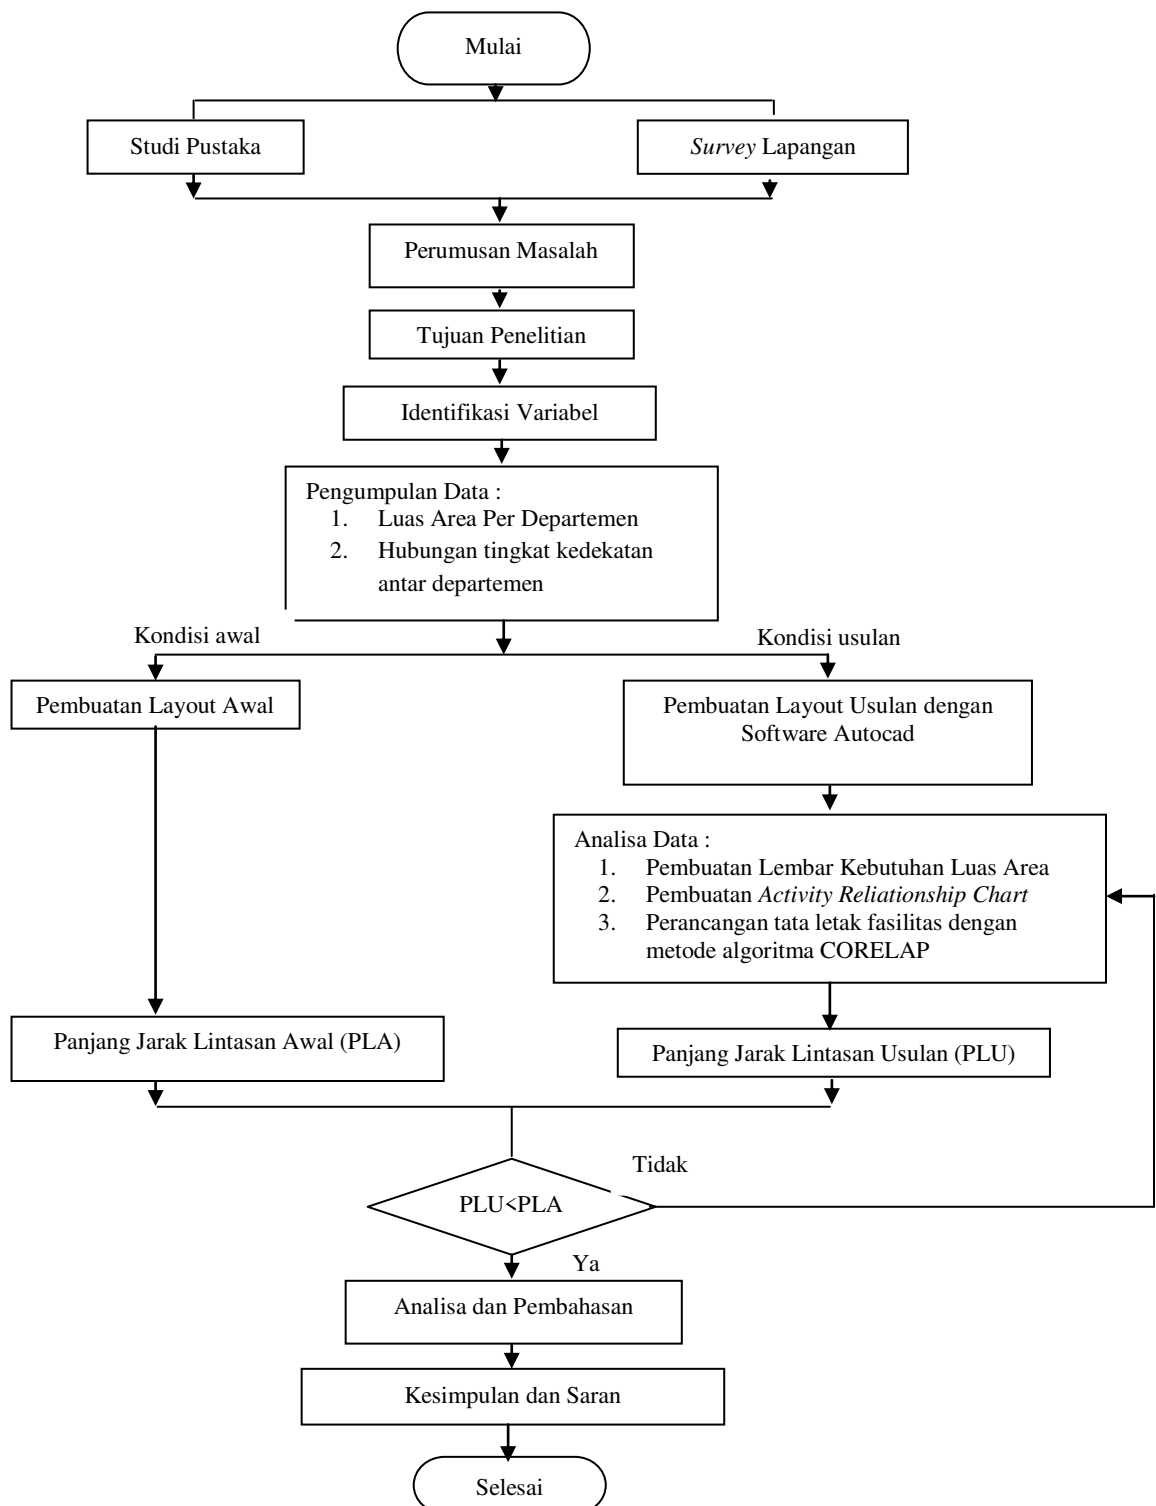 Mulai
Studi Pustaka
Survey Lapangan
Perumusan Masalah
Tujuan Penelitian
Identifikasi Variabel
Pengumpulan Data :
1. Luas Area Per Departemen
2. Hubungan tingkat kedekatan
antar departemen
Kondisi awal
Kondisi usulan
Pembuatan Layout Awal
Pembuatan Layout Usulan dengan
Software Autocad
Analisa Data :
1. Pembuatan Lembar Kebutuhan Luas Area
2. Pembuatan Activity Reliationship Chart
3. Perancangan tata letak fasilitas dengan
metode algoritma CORELAP
Panjang Jarak Lintasan Awal (PLA)
Panjang Jarak Lintasan Usulan (PLU)
Tidak
PLU<PLA
Ya
Analisa dan Pembahasan
Kesimpulan dan Saran
Selesai